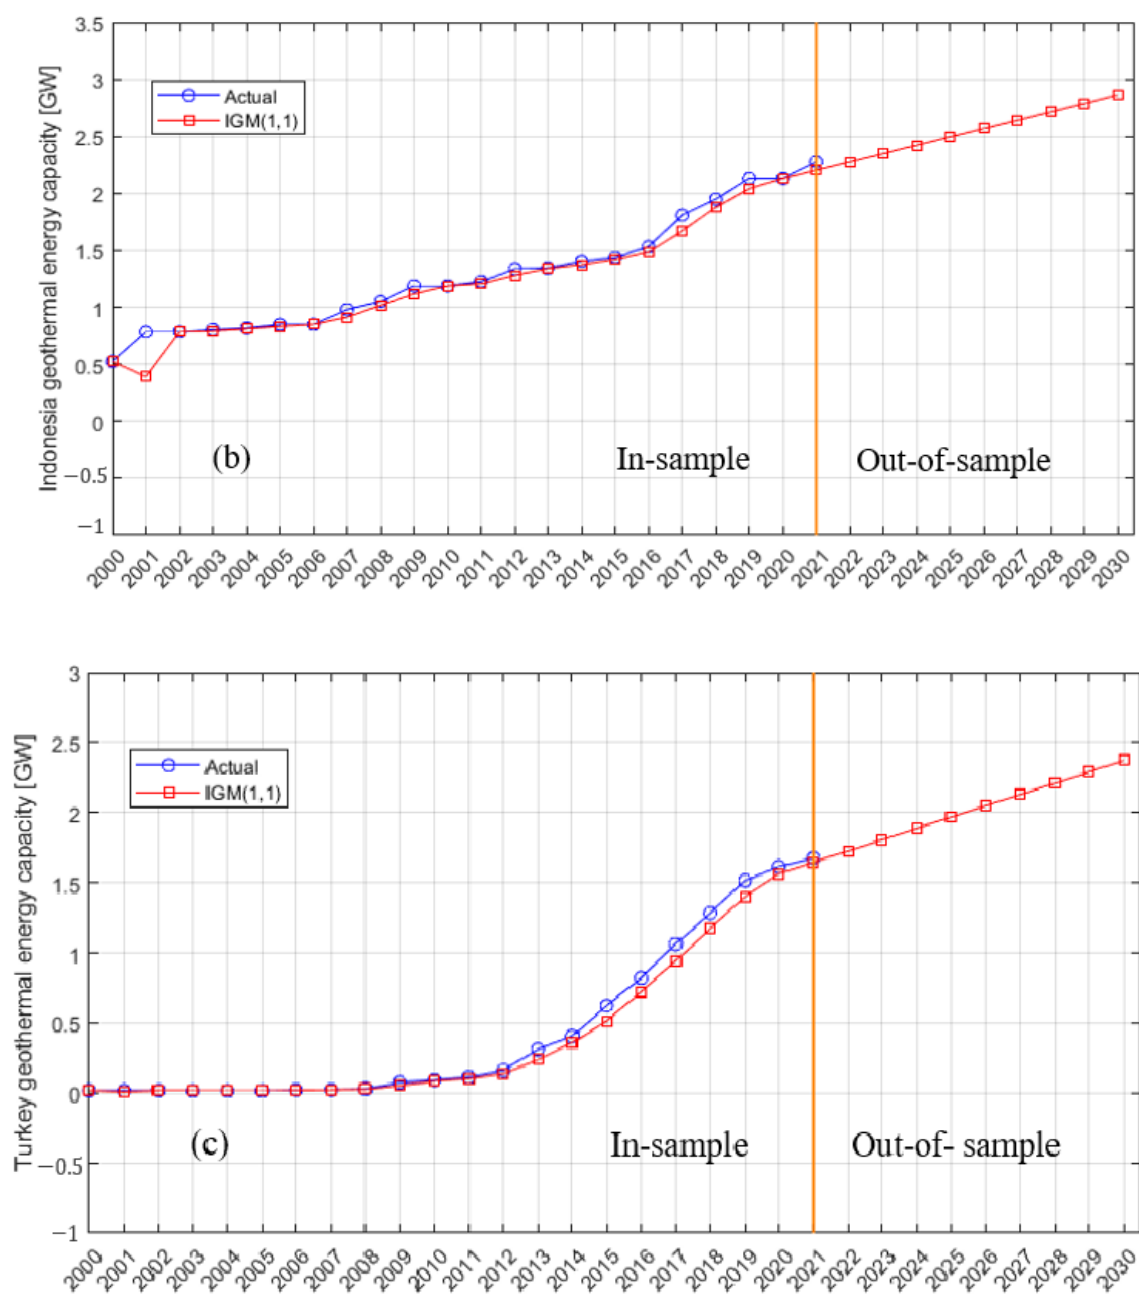 Indonesia geothermal energy capacity [GW]
3.5
3
2.5
2
1.5
1
0.5
0
−0.5
−1
Actual
IGM(1,1)
(b)
In-sample
Out-of-sample
2000 2001 2002 2003 2004 2005 2006 2007 2008 2009 2010 2011 2012 2013 2014 2015 2016 2017 2018 2019 2020 2021 2022 2023 2024 2025 2026 2027 2028 2029 2030
Turkey geothermal energy capacity [GW]
3
2.5
2
1.5
1
0.5
0
−0.5
−1
Actual
IGM(1,1)
(c)
In-sample
Out-of- sample
2000 2001 2002 2003 2004 2005 2006 2007 2008 2009 2010 2011 2012 2013 2014 2015 2016 2017 2018 2019 2020 2021 2022 2023 2024 2025 2026 2027 2028 2029 2030